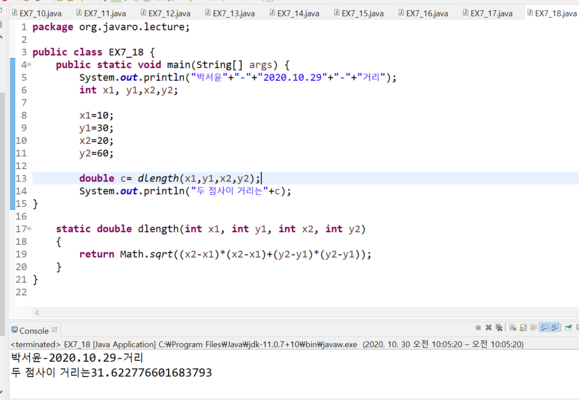 EX7_10.java EX7_11.java EX7_12.java EX7_13.java EX7_14.java EX7_15.java EX7_16.java EX7_17.java EX7_18.java
1 package org.javaro.lecture;
2
3 public class EX7_18 {
4 public static void main(String[] args) {
5 System.out.println("박서윤"+"-"+"2020.10.29"+"-"+"거리");
6 int x1, y1,x2,y2;
7
8 x1=10;
9 y1=30;
10 x2=20;
11 y2=60;
12
13 double c= dlength(x1,y1,x2,y2);
14 System.out.println("두 점사이 거리는"+c);
15 }
16
17 static double dlength(int x1, int y1, int x2, int y2)
18 {
19 return Math.sqrt((x2-x1)*(x2-x1)+(y2-y1)*(y2-y1));
20 }
21 }
22
Console
<terminated> EX7_18 [Java Application] C:₩Program Files₩Java₩jdk-11.0.7+10₩bin₩javaw.exe (2020. 10. 30 오전 10:05:20 – 오전 10:05:20)
박서윤-2020.10.29-거리
두 점사이 거리는31.622776601683793